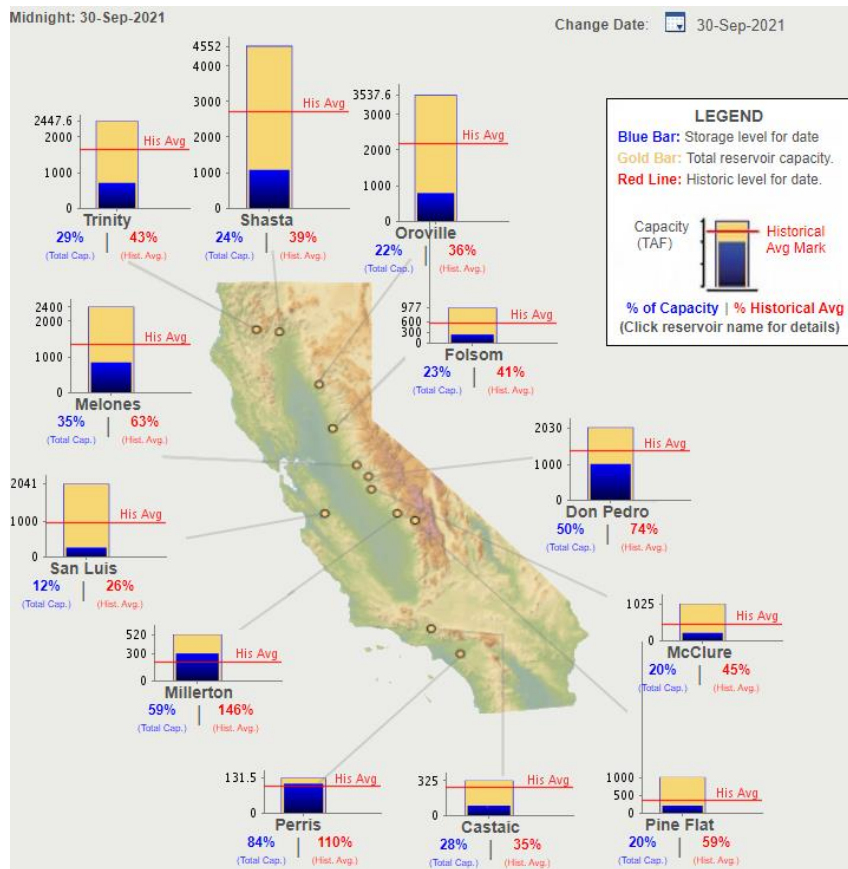 Midnight: 30-Sep-2021
Change Date: 30-Sep-2021
2447.6
2000
1000
0
His Avg
Trinity
29% | 43%
(Total Cap.) (Hist. Avg.)
4552
4000
3000
2000
1000
0
His Avg
Shasta
24% | 39%
(Total Cap.) (Hist. Avg.)
3537.6
3000
2000
1000
0
His Avg
Oroville
22% | 36%
(Total Cap.) (Hist. Avg.)
LEGEND
Blue Bar: Storage level for date
Gold Bar: Total reservoir capacity.
Red Line: Historic level for date.
Capacity
(TAF)
Historical
Avg Mark
% of Capacity | % Historical Avg
(Click reservoir name for details)
2400
2000
1000
0
His Avg
Melones
35% | 63%
(Total Cap.) (Hist. Avg.)
977
600
300
0
His Avg
Folsom
23% | 41%
(Total Cap.) (Hist. Avg.)
2030
1000
0
His Avg
Don Pedro
50% | 74%
(Total Cap.) (Hist. Avg.)
2041
1000
0
His Avg
San Luis
12% | 26%
(Total Cap.) (Hist. Avg.)
1025
0
His Avg
McClure
20% | 45%
(Total Cap.) (Hist. Avg.)
520
300
0
His Avg
Millerton
59% | 146%
(Total Cap.) (Hist. Avg.)
131.5
0
His Avg
Perris
84% | 110%
(Total Cap.) (Hist. Avg.)
325
0
His Avg
Castaic
28% | 35%
(Total Cap.) (Hist. Avg.)
1000
500
0
His Avg
Pine Flat
20% | 59%
(Total Cap.) (Hist. Avg.)